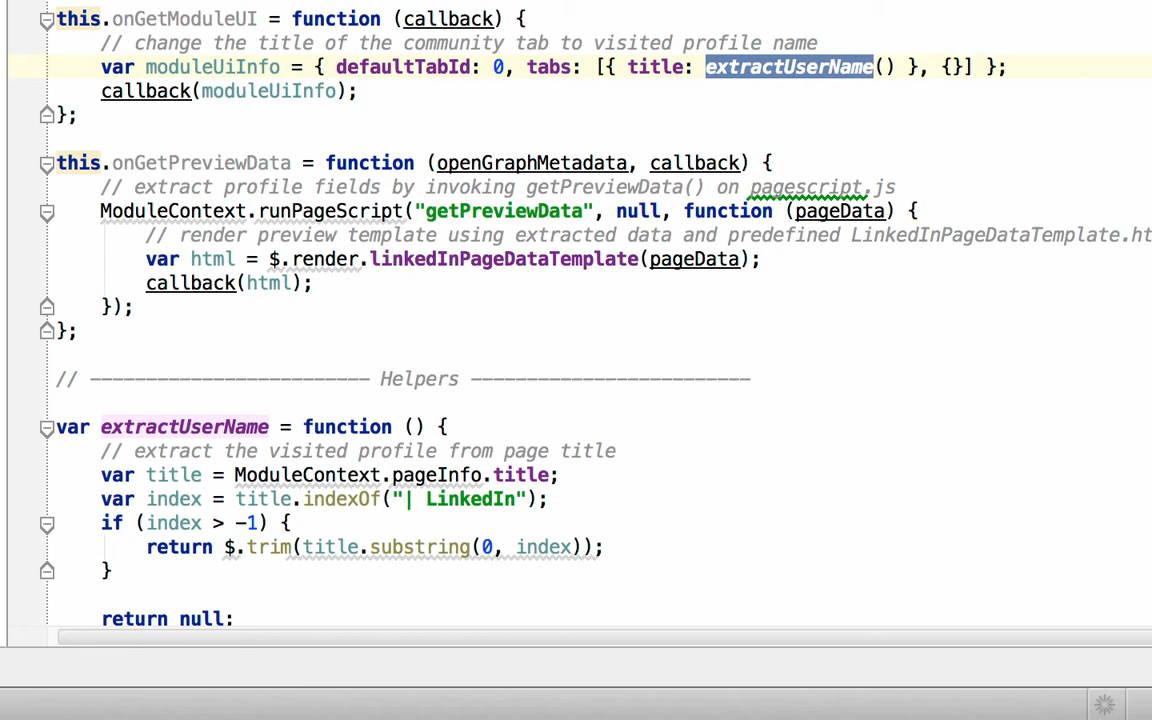 this.onGetModuleUI = function (callback) {
// change the title of the community tab to visited profile name
var moduleUiInfo = { defaultTabId: 0, tabs: [{ title: extractUserName() }, {}] };
callback(moduleUiInfo);
};
this.onGetPreviewData = function (openGraphMetadata, callback) {
// extract profile fields by invoking getPreviewData() on pagescript.js
ModuleContext.runPageScript("getPreviewData", null, function (pageData) {
// render preview template using extracted data and predefined LinkedInPageDataTemplate.ht
var html = $.render.linkedInPageDataTemplate(pageData);
callback(html);
});
};
// ------------------------- Helpers -------------------------
var extractUserName = function () {
// extract the visited profile from page title
var title = ModuleContext.pageInfo.title;
var index = title.indexOf("| LinkedIn");
if (index > -1) {
return $.trim(title.substring(0, index));
}
return null;